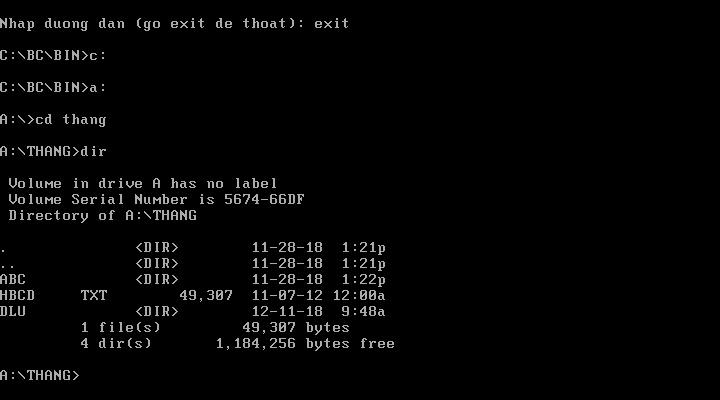 Nhap duong dan (go exit de thoat): exit
C:\BC\BIN>c:
C:\BC\BIN>a:
A:\>cd thang
A:\THANG>dir
Volume in drive A has no label
Volume Serial Number is 5674-66DF
Directory of A:\THANG
. <DIR> 11-28-18 1:21p
.. <DIR> 11-28-18 1:21p
ABC <DIR> 11-28-18 1:22p
HBCD TXT 49,307 11-07-12 12:00a
DLU <DIR> 12-11-18 9:48a
1 file(s) 49,307 bytes
4 dir(s) 1,184,256 bytes free
A:\THANG>